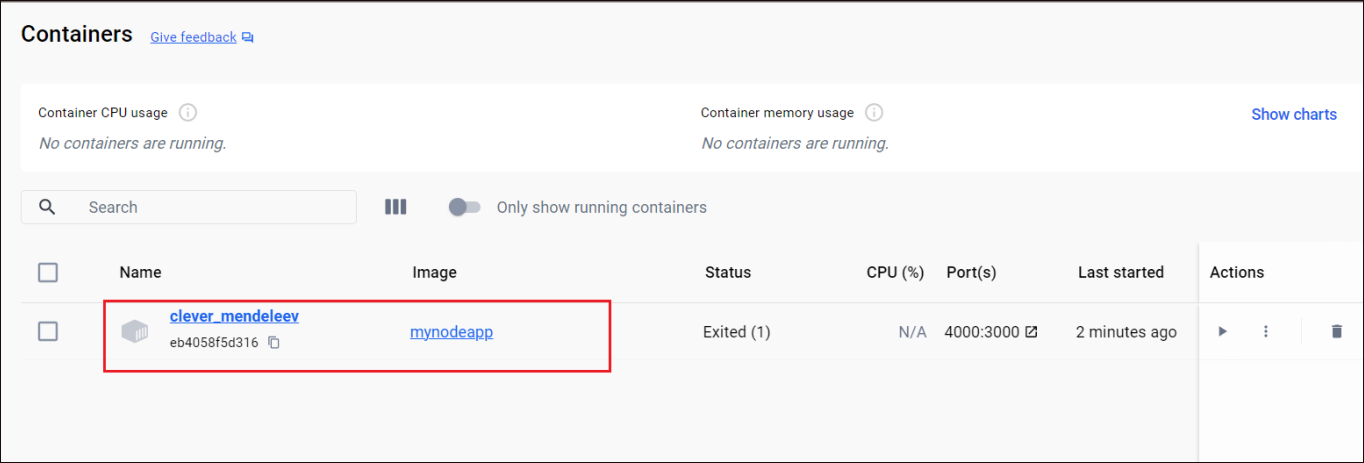 Containers Give feedback
Container CPU usage Container memory usage Show charts
No containers are running. No containers are running.
Search Only show running containers
Name Image Status CPU (%) Port(s) Last started Actions
clever_mendeleev
eb4058f5d316 mynodeapp Exited (1) N/A 4000:3000 2 minutes ago